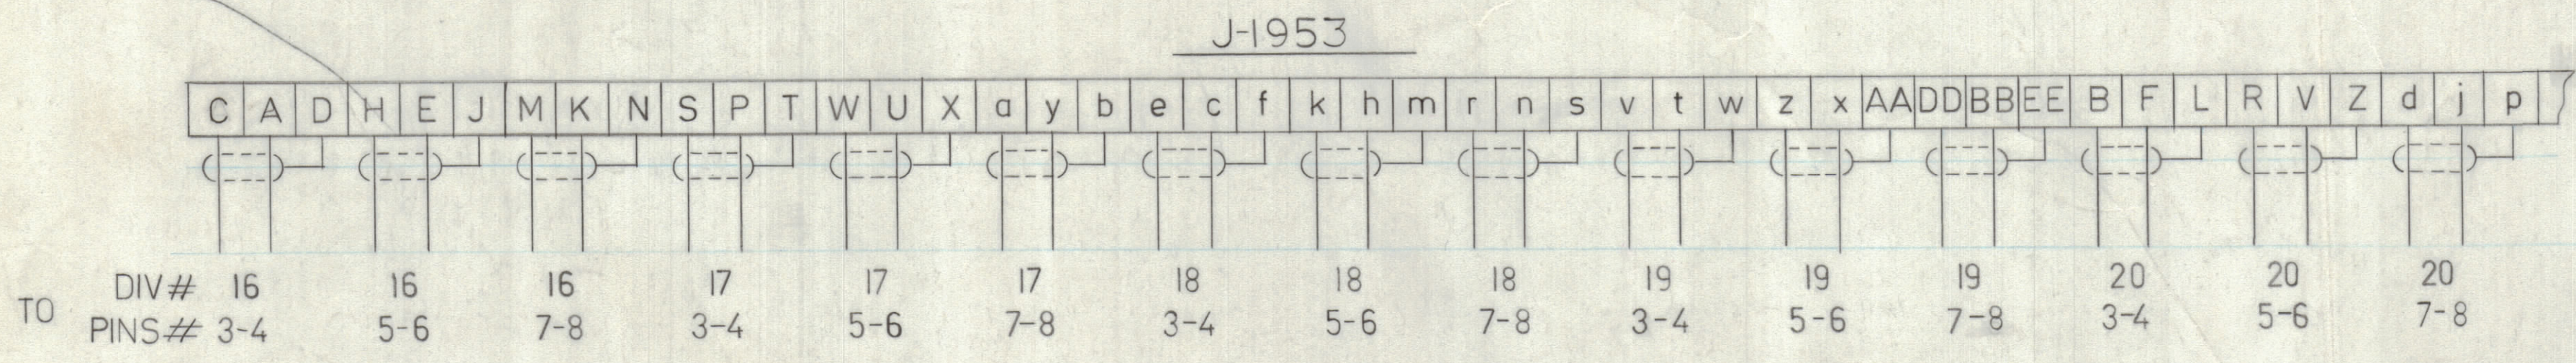 J-1953
C A D H E J M K N S P T W U X a y b e c f k h m r n s v t w z x AA DD BB EE B F L R V Z d j p
DIV# 16 16 16 17 17 17 18 18 18 19 19 19 20 20 20
TO
PINS# 3-4 5-6 7-8 3-4 5-6 7-8 3-4 5-6 7-8 3-4 5-6 7-8 3-4 5-6 7-8